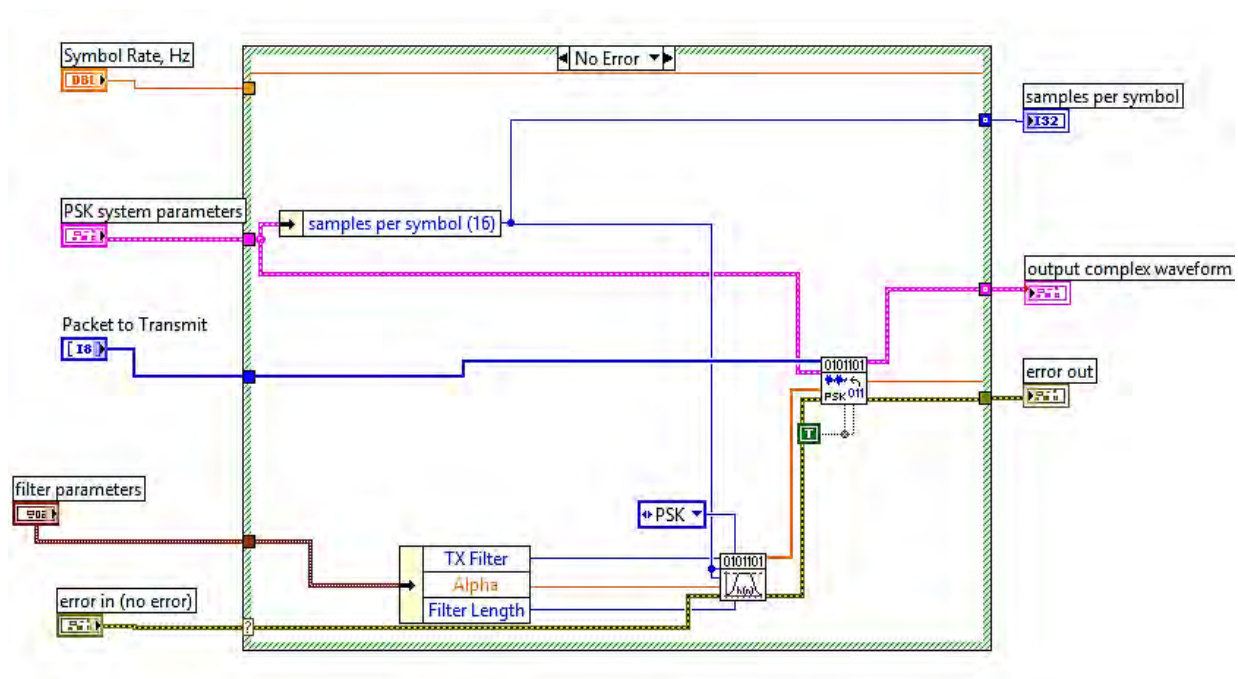 Symbol Rate, Hz
DBL
No Error
samples per symbol
I32
PSK system parameters
samples per symbol (16)
output complex waveform
Packet to Transmit
I8
0101101
PSK 011
error out
T
filter parameters
PSK
TX Filter
Alpha
Filter Length
0101101
h(n)
error in (no error)
?